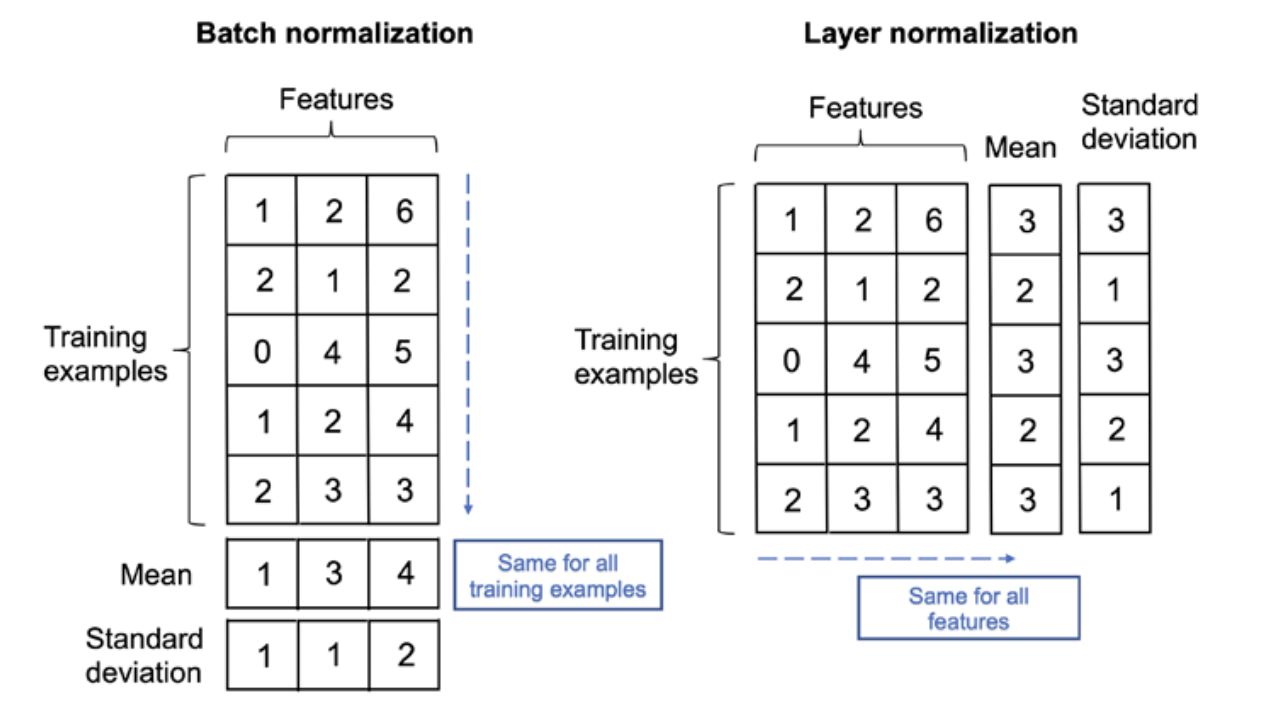 Batch normalization
Features
Training
examples
1 2 6
2 1 2
0 4 5
1 2 4
2 3 3
Mean
1 3 4
Standard
deviation
1 1 2
Same for all
training examples
Layer normalization
Features
Mean
Standard
deviation
Training
examples
1 2 6 3 3
2 1 2 2 1
0 4 5 3 3
1 2 4 2 2
2 3 3 3 1
Same for all
features